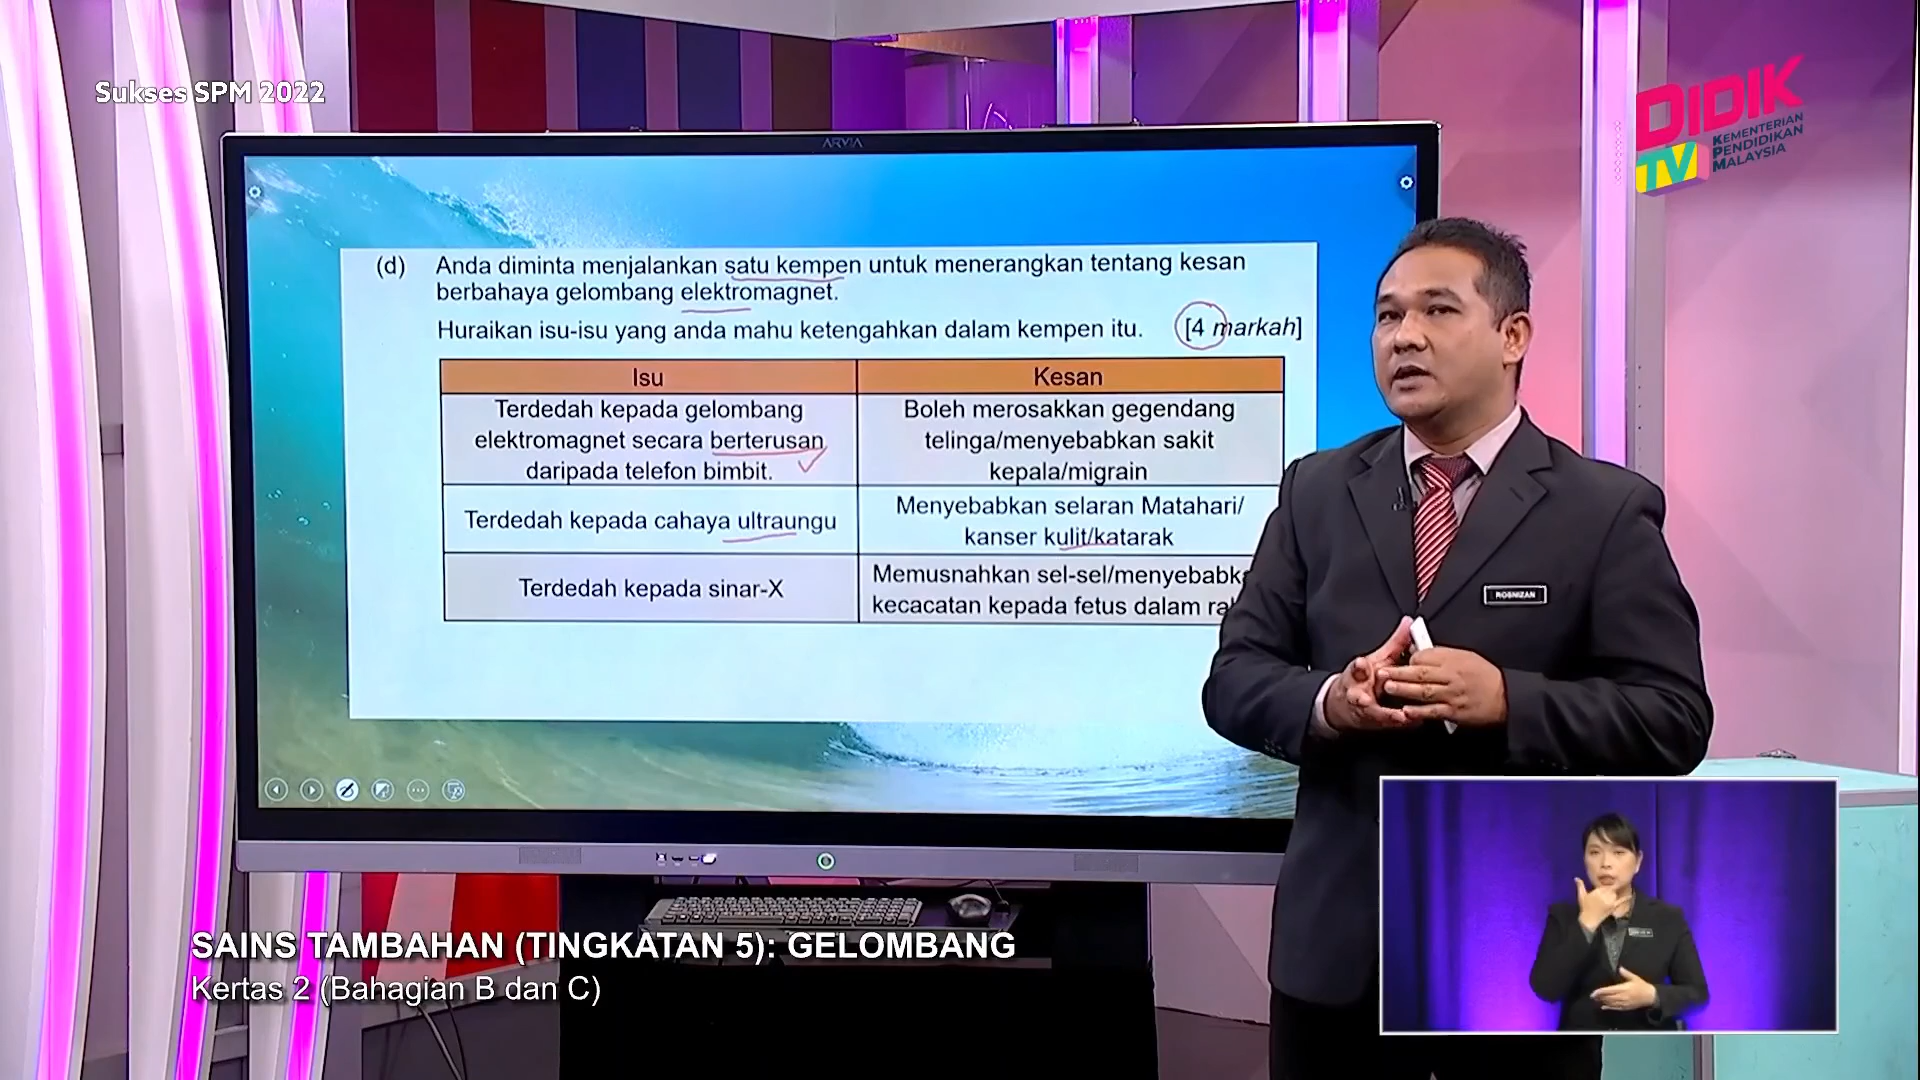 Sukses SPM 2022
DIDIK
TV
KEMENTERIAN
PENDIDIKAN
MALAYSIA
ARVIA
(d) Anda diminta menjalankan satu kempen untuk menerangkan tentang kesan
berbahaya gelombang elektromagnet.
Huraikan isu-isu yang anda mahu ketengahkan dalam kempen itu. [4 markah]
Isu
Kesan
Terdedah kepada gelombang
elektromagnet secara berterusan
daripada telefon bimbit.
Boleh merosakkan gegendang
telinga/menyebabkan sakit
kepala/migrain
Terdedah kepada cahaya ultraungu
Menyebabkan selaran Matahari/
kanser kulit/katarak
Terdedah kepada sinar-X
Memusnahkan sel-sel/menyebabk
kecacatan kepada fetus dalam ra
ROSNIZAN
SAINS TAMBAHAN (TINGKATAN 5): GELOMBANG
Kertas 2 (Bahagian B dan C)